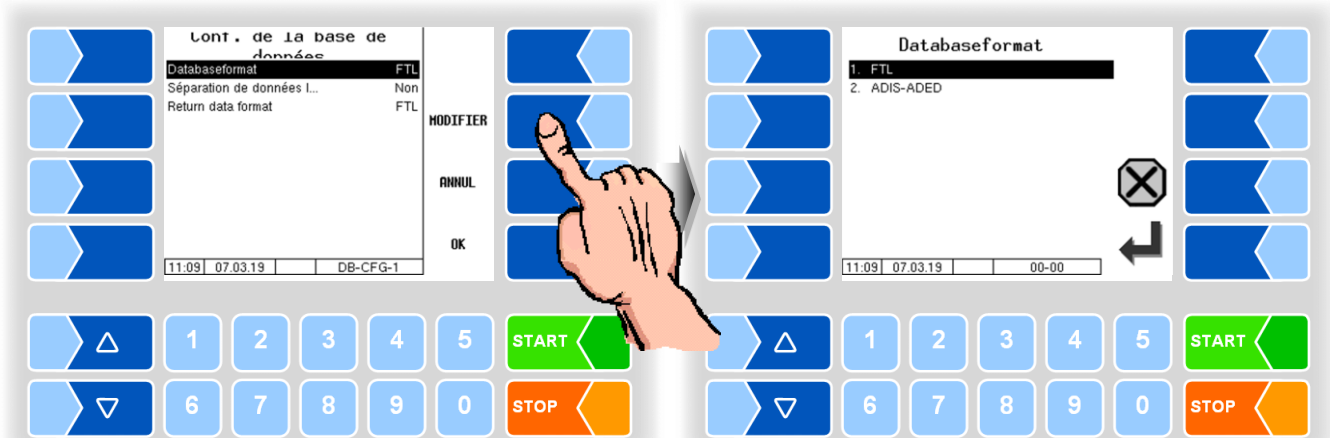 Conf. de la base de
données
Databaseformat FTL
Séparation de données I... Non
Return data format FTL
MODIFIER
ANNUL
OK
11:09 07.03.19 DB-CFG-1
1 2 3 4 5 START
6 7 8 9 0 STOP
Databaseformat
1. FTL
2. ADIS-ADED
11:09 07.03.19 00-00
1 2 3 4 5 START
6 7 8 9 0 STOP